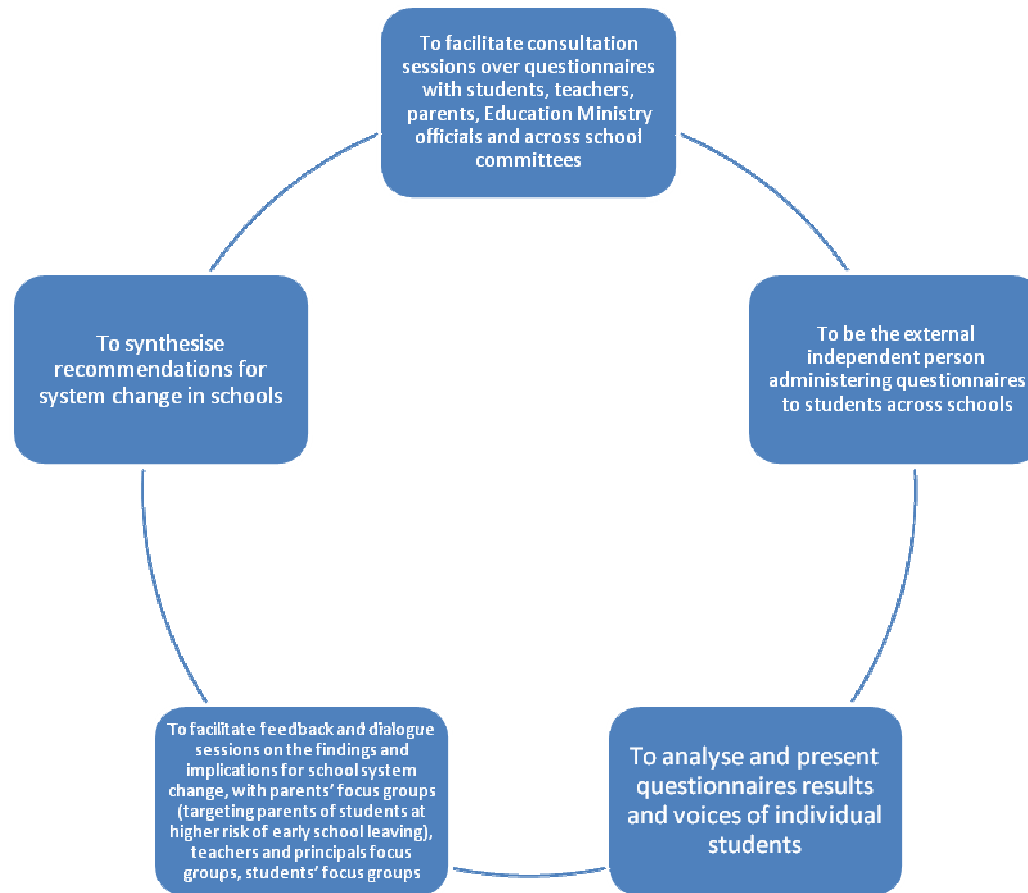 To facilitate consultation
sessions over questionnaires
with students, teachers,
parents, Education Ministry
officials and across school
committees
To be the external
independent person
administering questionnaires
to students across schools
To analyse and present
questionnaires results
and voices of individual
students
To facilitate feedback and dialogue
sessions on the findings and
implications for school system
change, with parents’ focus groups
(targeting parents of students at
higher risk of early school leaving),
teachers and principals focus
groups, students’ focus groups
To synthesise
recommendations for
system change in schools